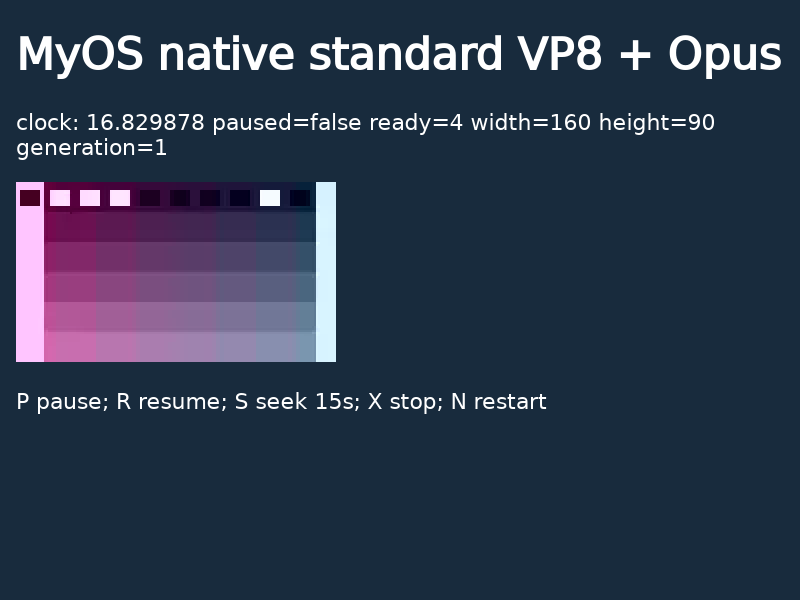 MyOS native standard VP8 + Opus
clock: 16.829878 paused=false ready=4 width=160 height=90
generation=1
P pause; R resume; S seek 15s; X stop; N restart